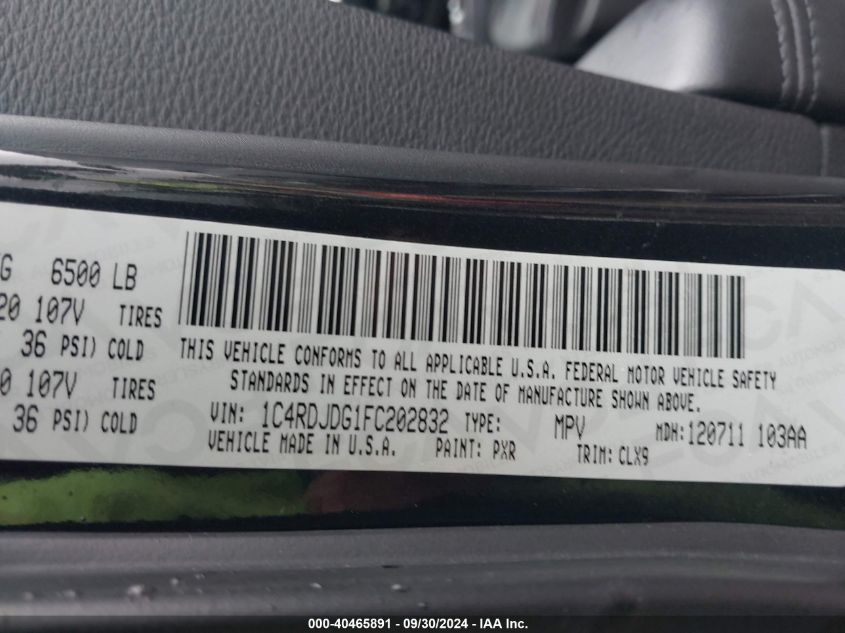 G 6500 LB
20 107V TIRES
36 PSI) COLD
0 107V TIRES
36 PSI) COLD
THIS VEHICLE CONFORMS TO ALL APPLICABLE U.S.A. FEDERAL MOTOR VEHICLE SAFETY
STANDARDS IN EFFECT ON THE DATE OF MANUFACTURE SHOWN ABOVE.
VIN: 1C4RDJDG1FC202832 TYPE: MPV MDH:120711 103AA
VEHICLE MADE IN U.S.A. PAINT: PXR TRIM: CLX9
000-40465891 - 09/30/2024 - IAA Inc.